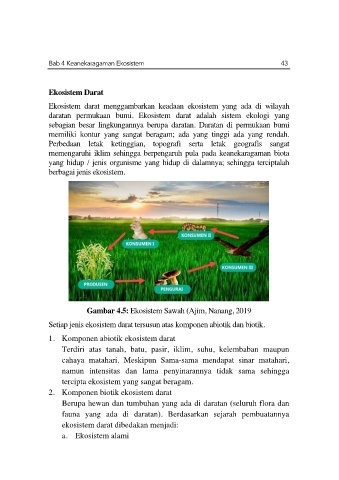 Bab 4 Keanekaragaman Ekosistem 43
Ekosistem Darat
Ekosistem darat menggambarkan keadaan ekosistem yang ada di wilayah
daratan permukaan bumi. Ekosistem darat adalah sistem ekologi yang
sebagian besar lingkungannya berupa daratan. Daratan di permukaan bumi
memiliki kontur yang sangat beragam; ada yang tinggi ada yang rendah.
Perbedaan letak ketinggian, topografi serta letak geografis sangat
memengaruhi iklim sehingga berpengaruh pula pada keanekaragaman biota
yang hidup / jenis organisme yang hidup di dalamnya; sehingga terciptalah
berbagai jenis ekosistem.
KONSUMEN I
KONSUMEN II
KONSUMEN III
PRODUSEN
PENGURAI
Gambar 4.5: Ekosistem Sawah (Ajim, Nanang, 2019
Setiap jenis ekosistem darat tersusun atas komponen abiotik dan biotik.
1. Komponen abiotik ekosistem darat
Terdiri atas tanah, batu, pasir, iklim, suhu, kelembaban maupun
cahaya matahari. Meskipun Sama-sama mendapat sinar matahari,
namun intensitas dan lama penyinarannya tidak sama sehingga
tercipta ekosistem yang sangat beragam.
2. Komponen biotik ekosistem darat
Berupa hewan dan tumbuhan yang ada di daratan (seluruh flora dan
fauna yang ada di daratan). Berdasarkan sejarah pembuatannya
ekosistem darat dibedakan menjadi:
a. Ekosistem alami